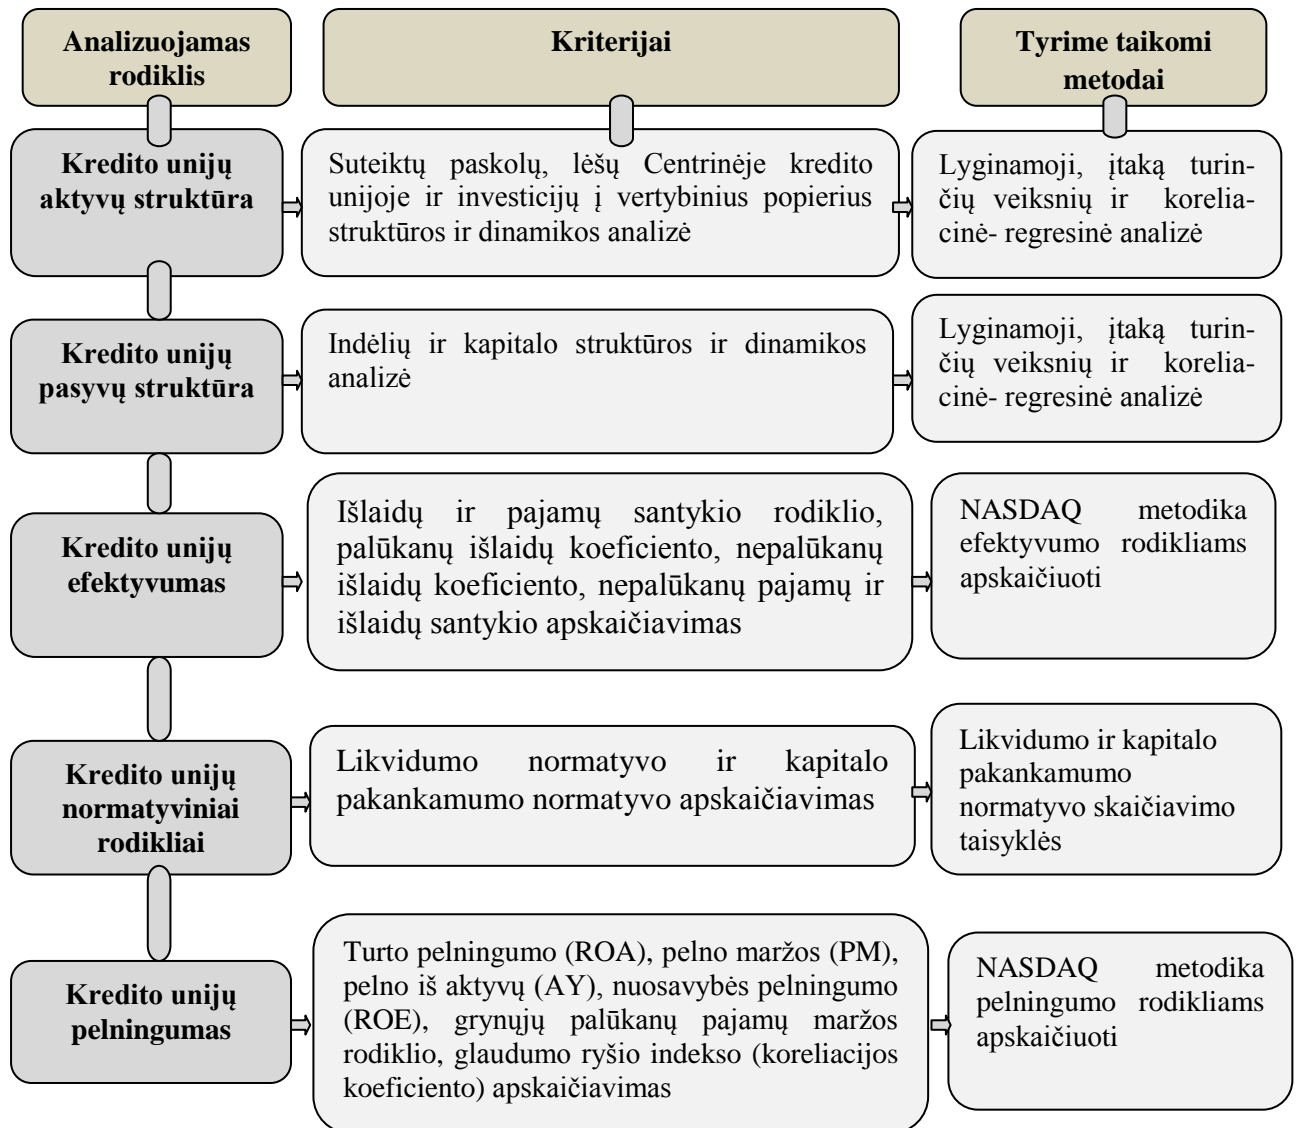 Analizuojamas
rodiklis
Kriterijai
Tyrime taikomi
metodai
Kredito unijų
aktyvų struktūra
Suteiktų paskolų, lėšų Centrinėje kredito
unijoje ir investicijų į vertybinius popierius
struktūros ir dinamikos analizė
Lyginamoji, įtaką turin-
čių veiksnių ir korelia-
cinė- regresinė analizė
Kredito unijų
pasyvų struktūra
Indėlių ir kapitalo struktūros ir dinamikos
analizė
Lyginamoji, įtaką turin-
čių veiksnių ir korelia-
cinė- regresinė analizė
Kredito unijų
efektyvumas
Išlaidų ir pajamų santykio rodiklio,
palūkanų išlaidų koeficiento, nepalūkanų
išlaidų koeficiento, nepalūkanų pajamų ir
išlaidų santykio apskaičiavimas
NASDAQ metodika
efektyvumo rodikliams
apskaičiuoti
Kredito unijų
normatyviniai
rodikliai
Likvidumo normatyvo ir kapitalo
pakankamumo normatyvo apskaičiavimas
Likvidumo ir kapitalo
pakankamumo
normatyvo skaičiavimo
taisyklės
Kredito unijų
pelningumas
Turto pelningumo (ROA), pelno maržos (PM),
pelno iš aktyvų (AY), nuosavybės pelningumo
(ROE), grynųjų palūkanų pajamų maržos
rodiklio, glaudumo ryšio indekso (koreliacijos
koeficiento) apskaičiavimas
NASDAQ metodika
pelningumo rodikliams
apskaičiuoti